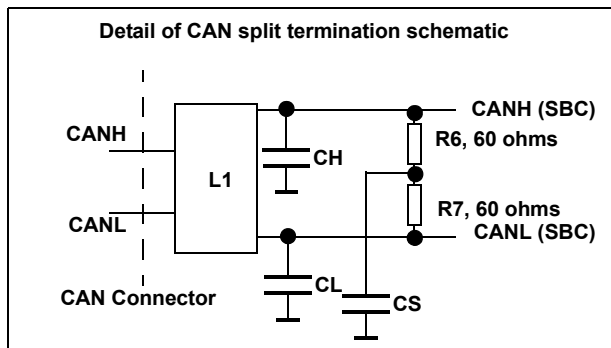 Detail of CAN split termination schematic
CANH
CANL
CAN Connector
L1
CH
CL
CS
CANH (SBC)
R6, 60 ohms
R7, 60 ohms
CANL (SBC)